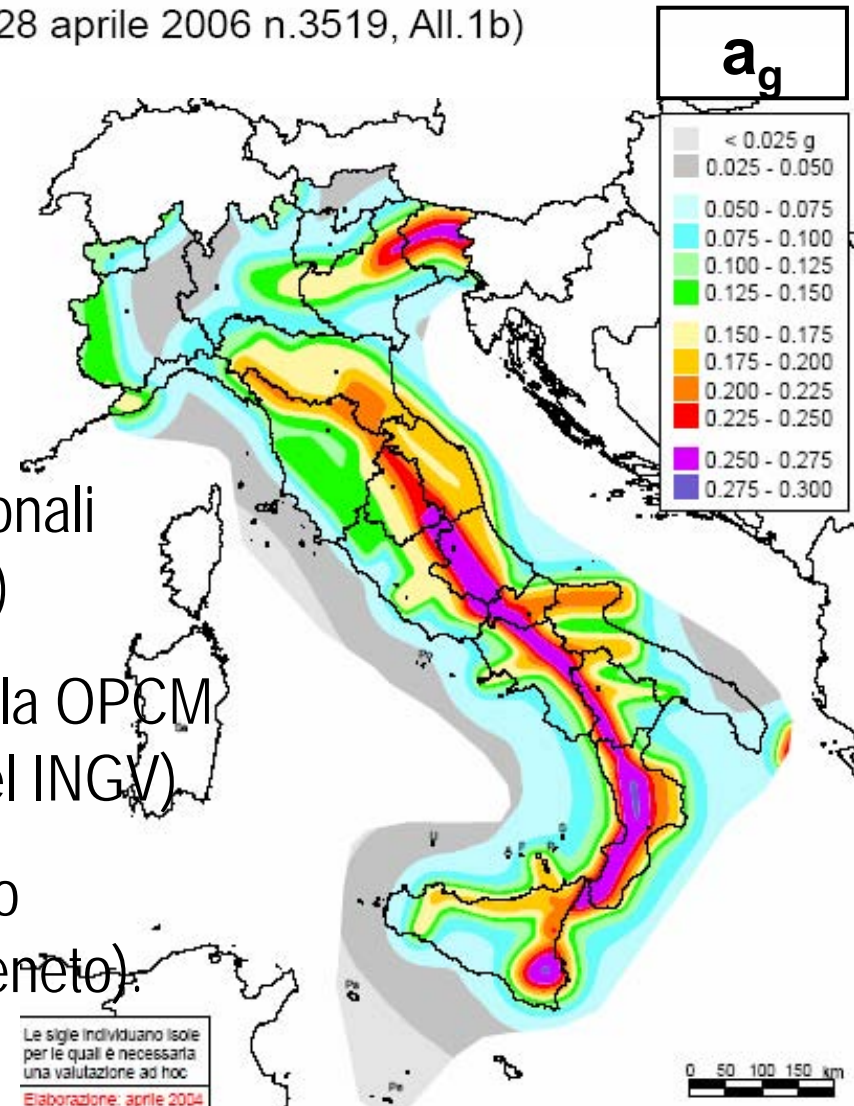 28 aprile 2006 n.3519, All.1b)
ag
< 0.025 g
0.025 - 0.050
0.050 - 0.075
0.075 - 0.100
0.100 - 0.125
0.125 - 0.150
0.150 - 0.175
0.175 - 0.200
0.200 - 0.225
0.225 - 0.250
0.250 - 0.275
0.275 - 0.300
onali
)
la OPCM
el INGV)
o
eneto).
U
Pa
Pe
Le sigle individuano isole
per le quali è necessaria
una valutazione ad hoc
Elaborazione: aprile 2004
0 50 100 150 km